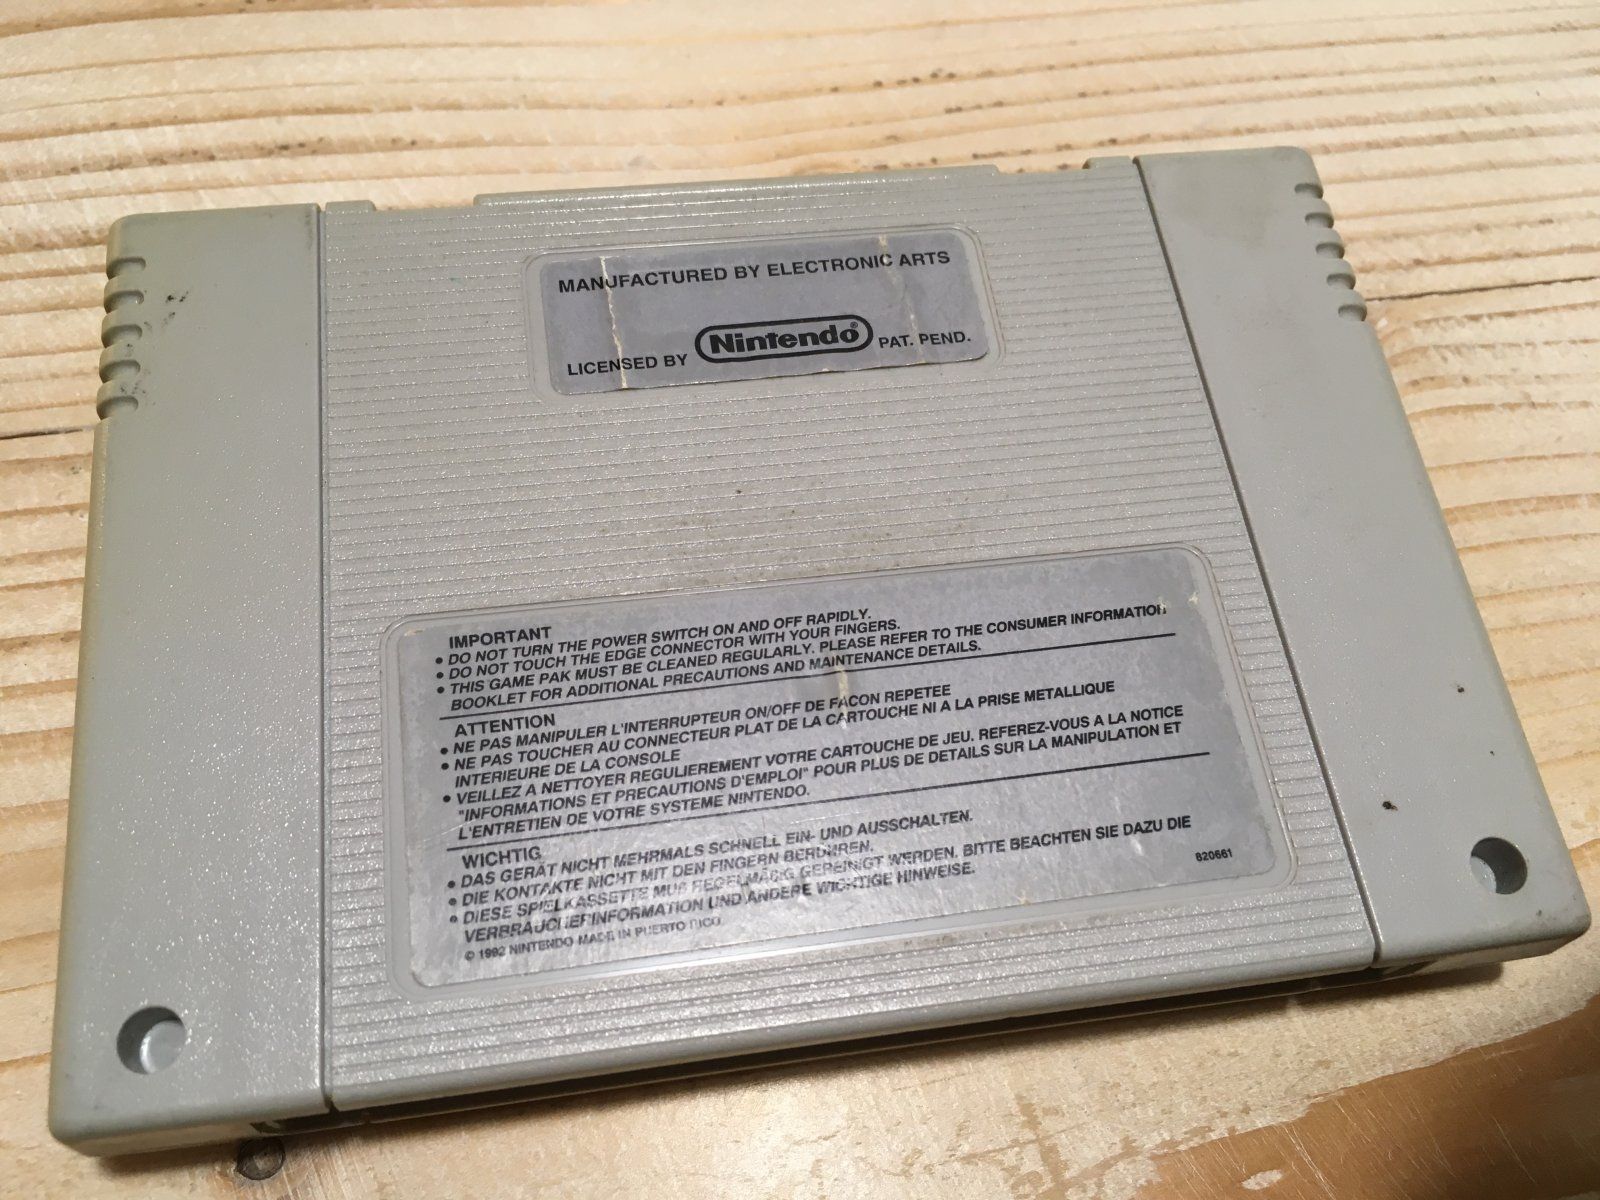 MANUFACTURED BY ELECTRONIC ARTS
LICENSED BY Nintendo® PAT. PEND.
IMPORTANT
• DO NOT TURN THE POWER SWITCH ON AND OFF RAPIDLY.
• DO NOT TOUCH THE EDGE CONNECTOR WITH YOUR FINGERS.
• THIS GAME PAK MUST BE CLEANED REGULARLY. PLEASE REFER TO THE CONSUMER INFORMATION
BOOKLET FOR ADDITIONAL PRECAUTIONS AND MAINTENANCE DETAILS.
ATTENTION
• NE PAS MANIPULER L'INTERRUPTEUR ON/OFF DE FACON REPETEE
• NE PAS TOUCHER AU CONNECTEUR PLAT DE LA CARTOUCHE NI A LA PRISE METALLIQUE
INTERIEURE DE LA CONSOLE
• VEILLEZ A NETTOYER REGULIEREMENT VOTRE CARTOUCHE DE JEU. REFEREZ-VOUS A LA NOTICE
"INFORMATIONS ET PRECAUTIONS D'EMPLOI" POUR PLUS DE DETAILS SUR LA MANIPULATION ET
L'ENTRETIEN DE VOTRE SYSTEME NINTENDO.
WICHTIG
• DAS GERÄT NICHT MEHRMALS SCHNELL EIN- UND AUSSCHALTEN.
• DIE KONTAKTE NICHT MIT DEN FINGERN BERÜHREN.
• DIESE SPIELKASSETTE MUß REGELMÄßIG GEREINIGT WERDEN. BITTE BEACHTEN SIE DAZU DIE
VERBRAUCHERINFORMATION UND ANDERE WICHTIGE HINWEISE.
© 1992 NINTENDO MADE IN PUERTO RICO
820661